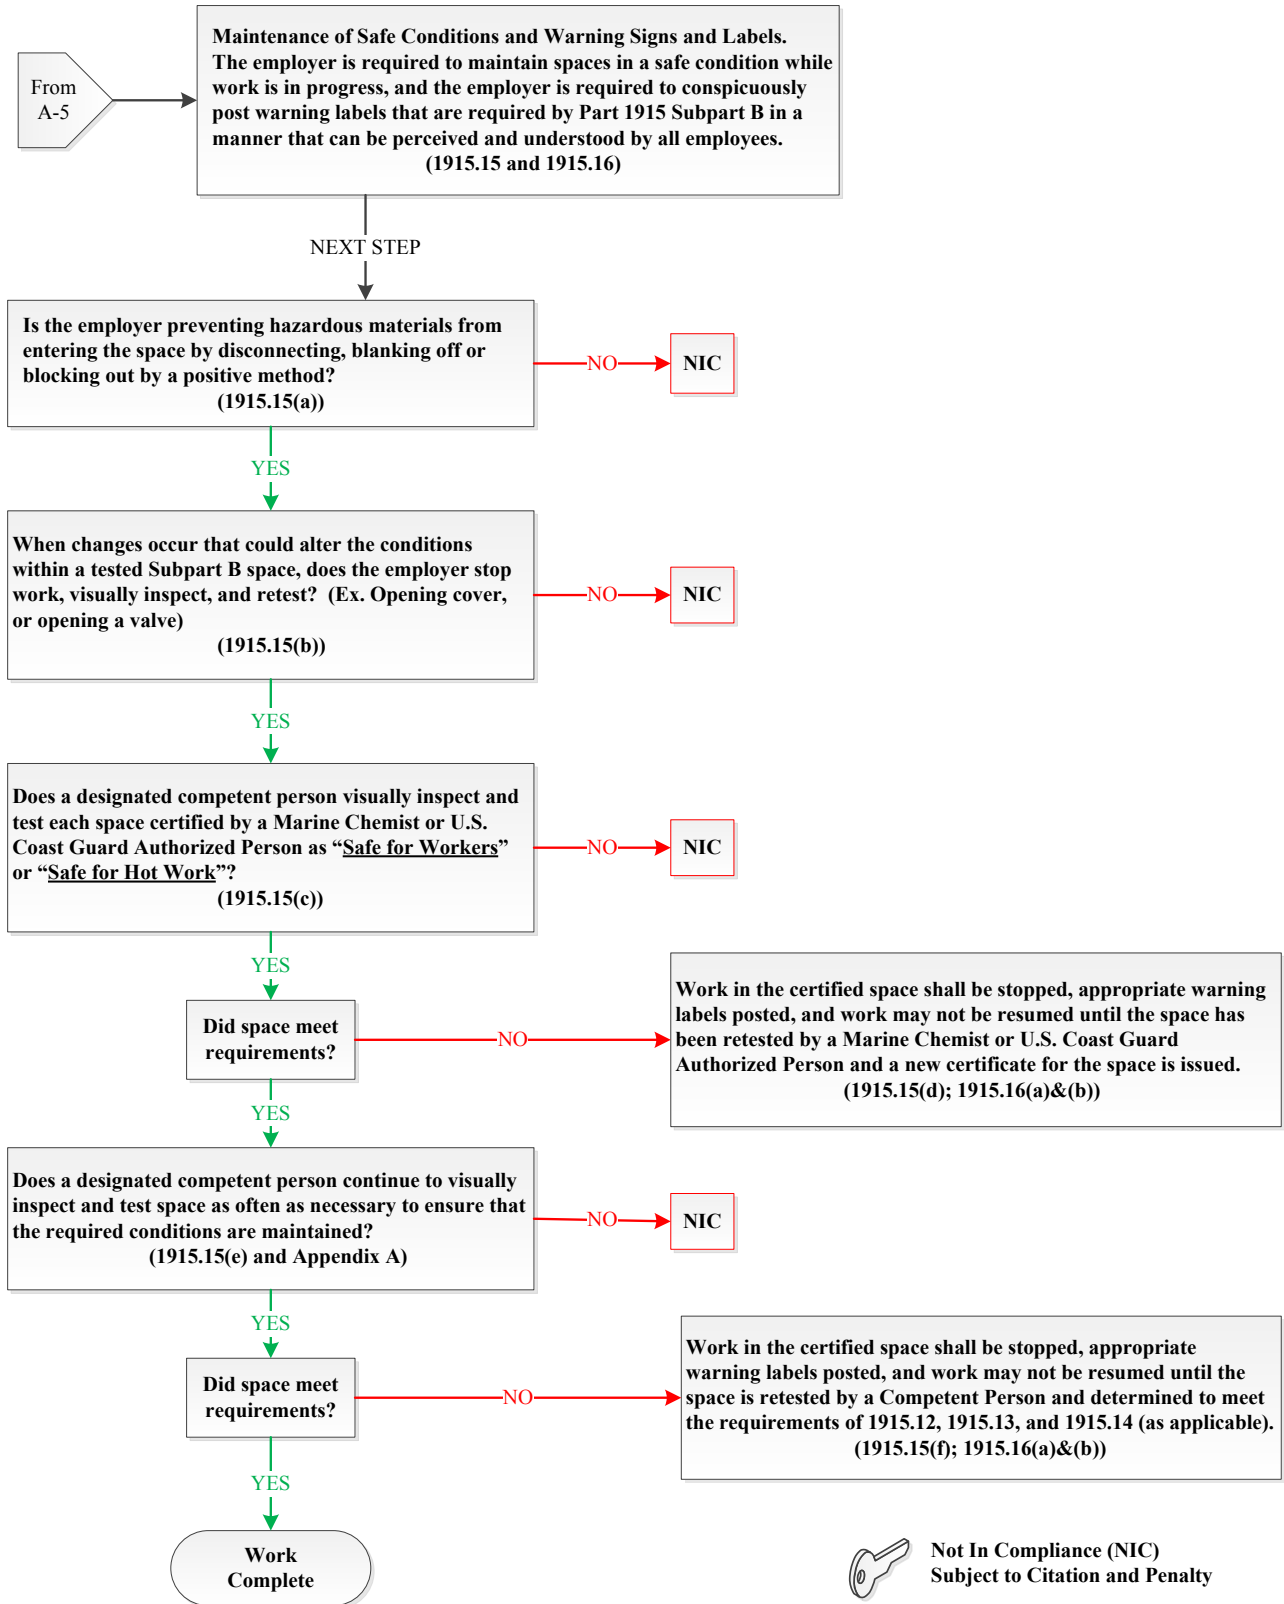 From
A-5
Maintenance of Safe Conditions and Warning Signs and Labels.
The employer is required to maintain spaces in a safe condition while
work is in progress, and the employer is required to conspicuously
post warning labels that are required by Part 1915 Subpart B in a
manner that can be perceived and understood by all employees.
(1915.15 and 1915.16)
NEXT STEP
Is the employer preventing hazardous materials from
entering the space by disconnecting, blanking off or
blocking out by a positive method?
(1915.15(a))
NO
NIC
YES
When changes occur that could alter the conditions
within a tested Subpart B space, does the employer stop
work, visually inspect, and retest?  (Ex. Opening cover,
or opening a valve)
(1915.15(b))
NO
NIC
YES
Does a designated competent person visually inspect and
test each space certified by a Marine Chemist or U.S.
Coast Guard Authorized Person as “Safe for Workers”
or “Safe for Hot Work”?
(1915.15(c))
NO
NIC
YES
Did space meet
requirements?
NO
Work in the certified space shall be stopped, appropriate warning
labels posted, and work may not be resumed until the space has
been retested by a Marine Chemist or U.S. Coast Guard
Authorized Person and a new certificate for the space is issued.
(1915.15(d); 1915.16(a)&(b))
YES
Does a designated competent person continue to visually
inspect and test space as often as necessary to ensure that
the required conditions are maintained?
(1915.15(e) and Appendix A)
NO
NIC
YES
Did space meet
requirements?
NO
Work in the certified space shall be stopped, appropriate
warning labels posted, and work may not be resumed until the
space is retested by a Competent Person and determined to meet
the requirements of 1915.12, 1915.13, and 1915.14 (as applicable).
(1915.15(f); 1915.16(a)&(b))
YES
Work
Complete
Not In Compliance (NIC)
Subject to Citation and Penalty